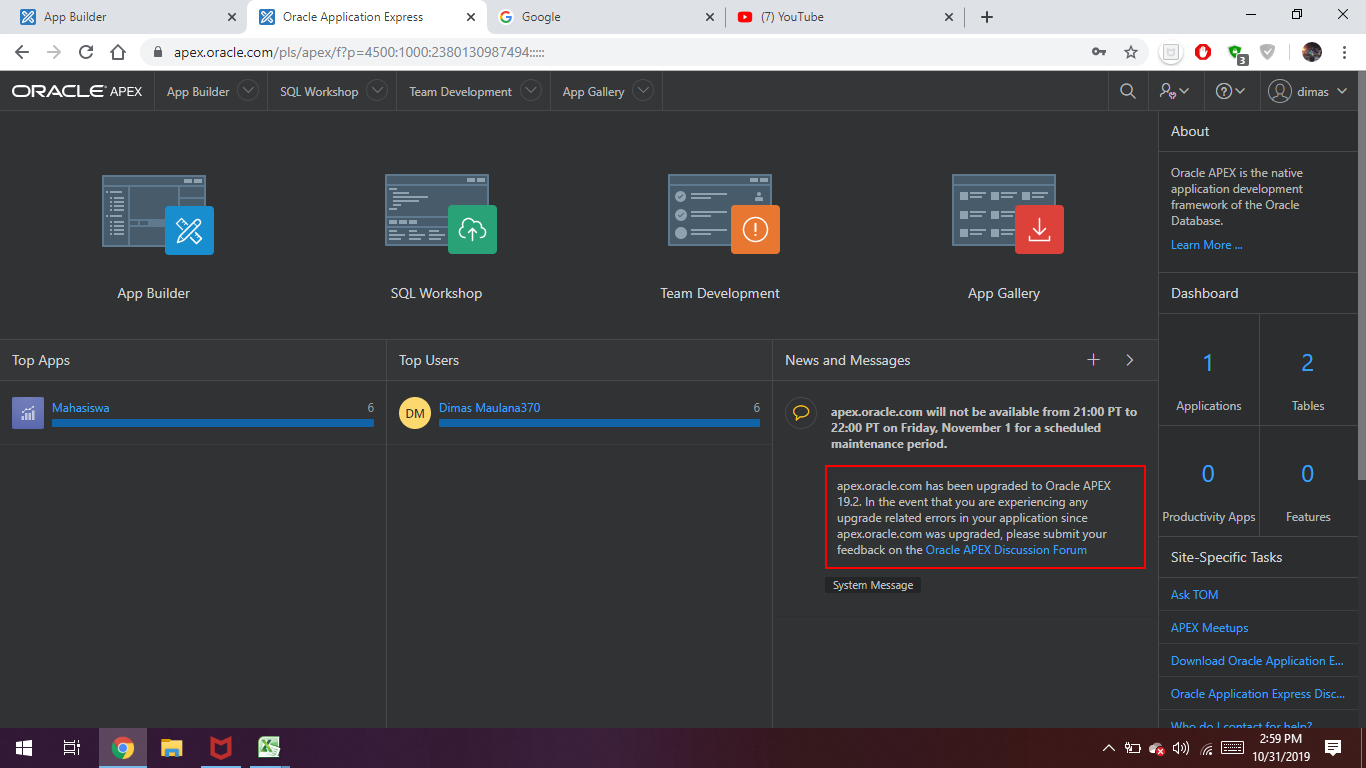 App Builder
Oracle Application Express
Google
(7) YouTube
apex.oracle.com/pls/apex/f?p=4500:1000:2380130987494:::::
3
ORACLE APEX
App Builder
SQL Workshop
Team Development
App Gallery
dimas
App Builder
SQL Workshop
Team Development
App Gallery
About
Oracle APEX is the native
application development
framework of the Oracle
Database.
Learn More ...
Dashboard
1
Applications
2
Tables
0
Productivity Apps
0
Features
Top Apps
Mahasiswa
6
Top Users
DM
Dimas Maulana370
6
News and Messages
apex.oracle.com will not be available from 21:00 PT to
22:00 PT on Friday, November 1 for a scheduled
maintenance period.
apex.oracle.com has been upgraded to Oracle APEX
19.2. In the event that you are experiencing any
upgrade related errors in your application since
apex.oracle.com was upgraded, please submit your
feedback on the Oracle APEX Discussion Forum
System Message
Site-Specific Tasks
Ask TOM
APEX Meetups
Download Oracle Application E...
Oracle Application Express Disc...
Who do I contact for help?
2:59 PM
10/31/2019